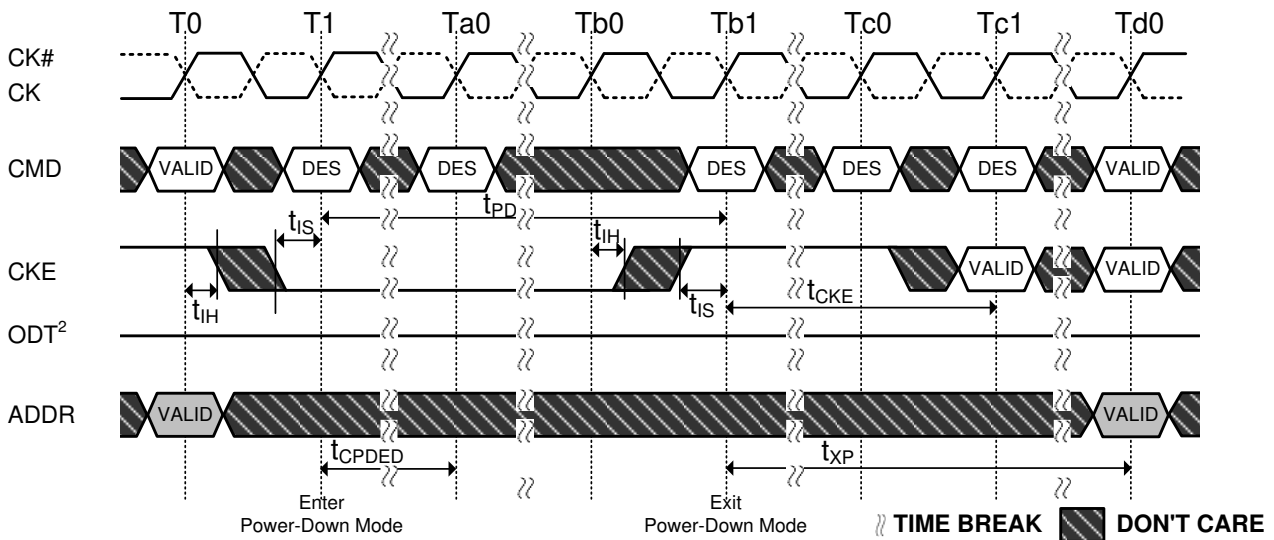 T0 T1 Ta0 Tb0 Tb1 Tc0 Tc1 Td0
CK#
CK
CMD VALID DES DES DES DES DES VALID
tPD
tIS tIH
CKE VALID VALID
tIH tIS tCKE
ODT2
ADDR VALID VALID
tCPDED tXP
Enter
Power-Down Mode
Exit
Power-Down Mode
TIME BREAK DON'T CARE